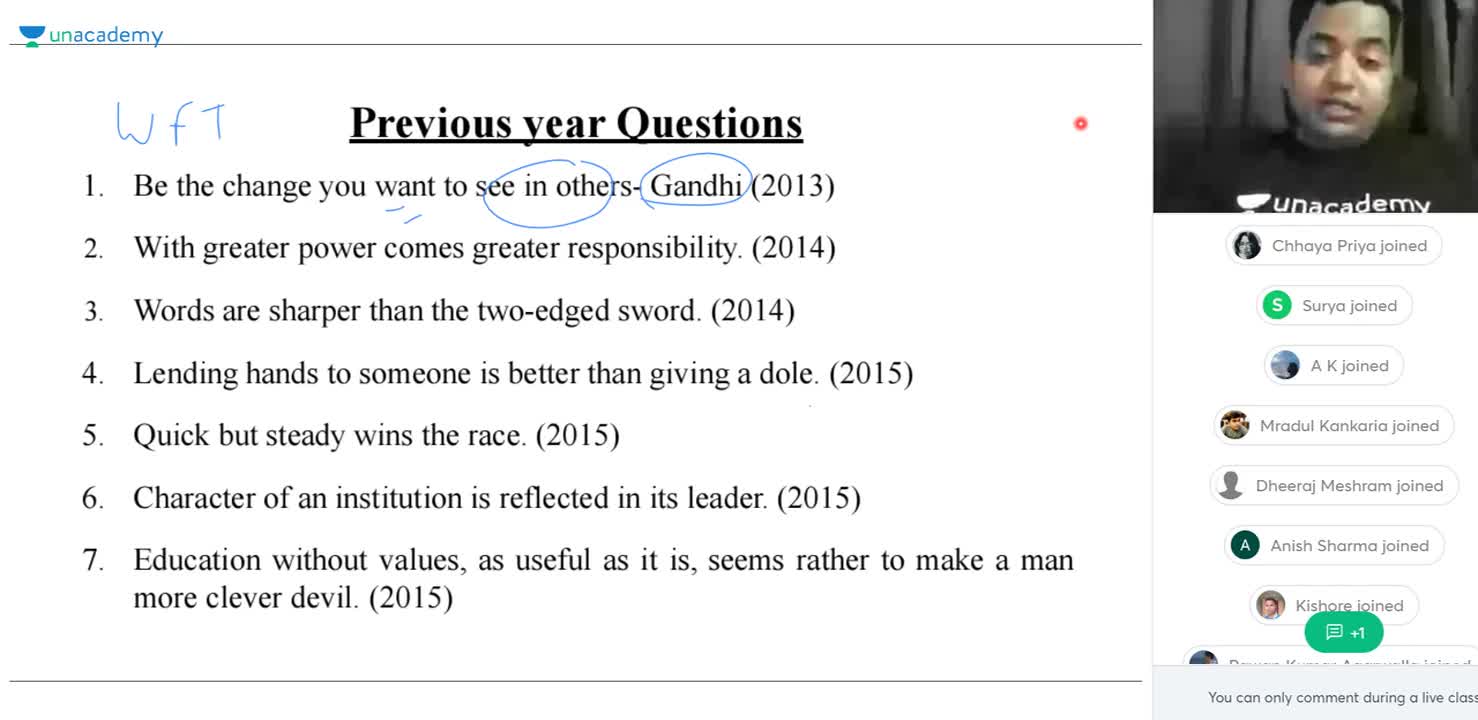 unacademy
WfT
Previous year Questions
1. Be the change you want to see in others- Gandhi (2013)
2. With greater power comes greater responsibility. (2014)
3. Words are sharper than the two-edged sword. (2014)
4. Lending hands to someone is better than giving a dole. (2015)
5. Quick but steady wins the race. (2015)
6. Character of an institution is reflected in its leader. (2015)
7. Education without values, as useful as it is, seems rather to make a man
more clever devil. (2015)
unacademy
Chhaya Priya joined
S Surya joined
A K joined
Mradul Kankaria joined
Dheeraj Meshram joined
A Anish Sharma joined
Kishore joined
+1
You can only comment during a live class